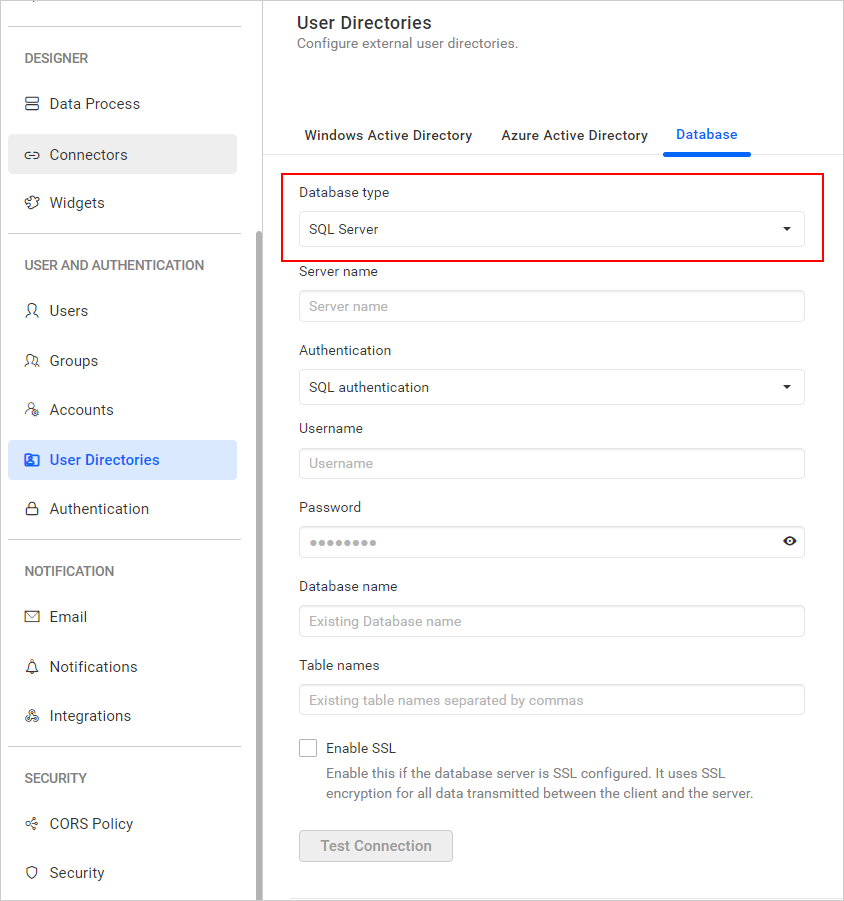 DESIGNER
Data Process
Connectors
Widgets
USER AND AUTHENTICATION
Users
Groups
Accounts
User Directories
Authentication
NOTIFICATION
Email
Notifications
Integrations
SECURITY
CORS Policy
Security
User Directories
Configure external user directories.
Windows Active Directory Azure Active Directory Database
Database type
SQL Server
Server name
Server name
Authentication
SQL authentication
Username
Username
Password
Database name
Existing Database name
Table names
Existing table names separated by commas
Enable SSL
Enable this if the database server is SSL configured. It uses SSL
encryption for all data transmitted between the client and the server.
Test Connection